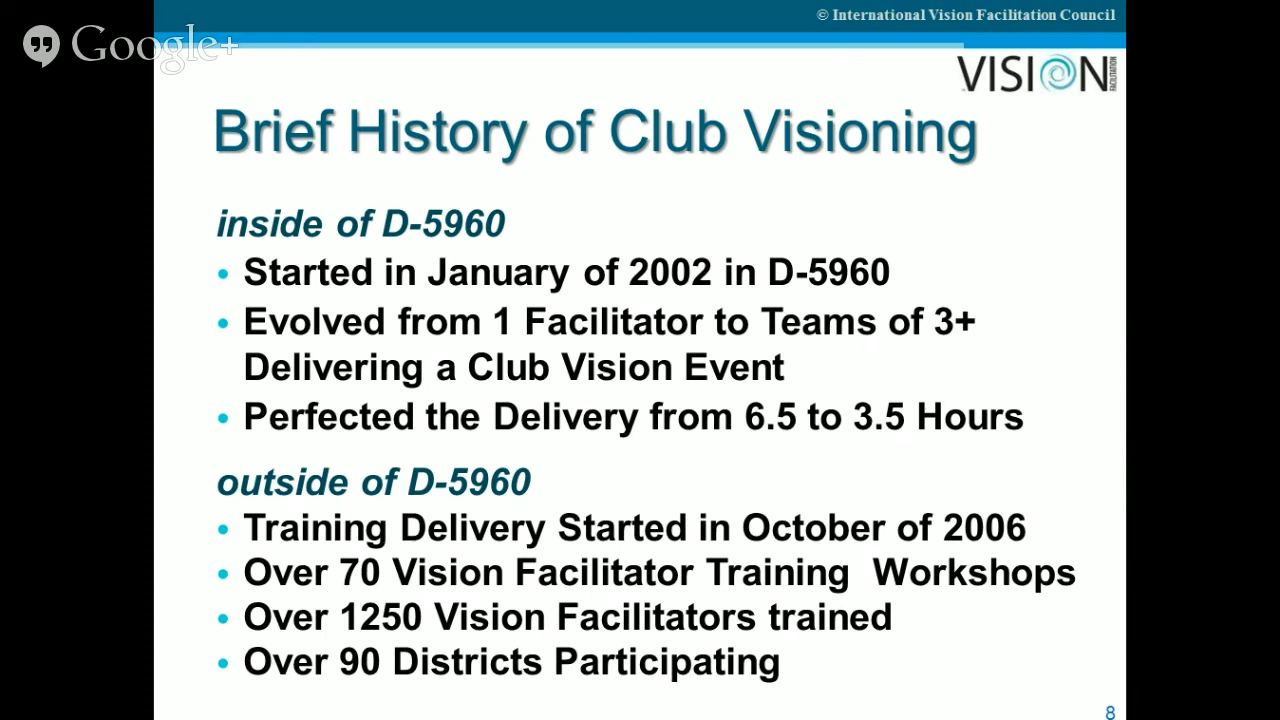 © International Vision Facilitation Council
Google+
VISION
FACILITATION
Brief History of Club Visioning
inside of D-5960
• Started in January of 2002 in D-5960
• Evolved from 1 Facilitator to Teams of 3+
Delivering a Club Vision Event
• Perfected the Delivery from 6.5 to 3.5 Hours
outside of D-5960
• Training Delivery Started in October of 2006
• Over 70 Vision Facilitator Training Workshops
• Over 1250 Vision Facilitators trained
• Over 90 Districts Participating
8